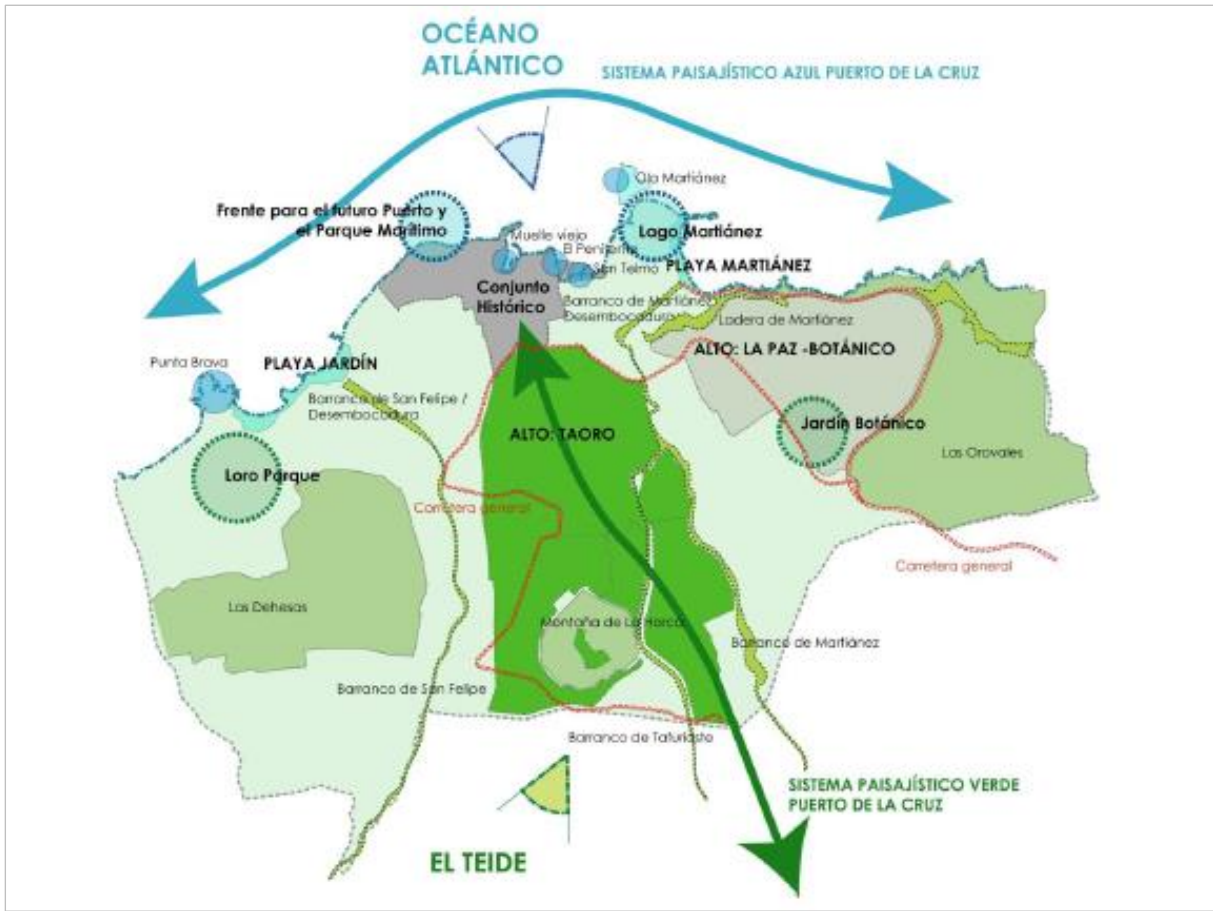 OCÉANO
ATLÁNTICO
SISTEMA PAISAJÍSTICO AZUL PUERTO DE LA CRUZ
Ola Martiánez
Frente para el futuro Puerto y
el Parque Marítimo
Lago Martiánez
Muelle viejo
El Penitente
San Telmo
PLAYA MARTIÁNEZ
Conjunto
Histórico
Barranco de Martiánez
Desembocadura
Ladera de Martiánez
ALTO: LA PAZ -BOTÁNICO
Punta Brava
PLAYA JARDÍN
Barranco de San Felipe /
Desembocadura
ALTO: TAORO
Jardín Botánico
Los Orovales
Loro Parque
Carretera general
Carretera general
Las Dehesas
Montaña de La Horca
Barranco de Martiánez
Barranco de San Felipe
Barranco de Tafuriaste
SISTEMA PAISAJÍSTICO VERDE
PUERTO DE LA CRUZ
EL TEIDE